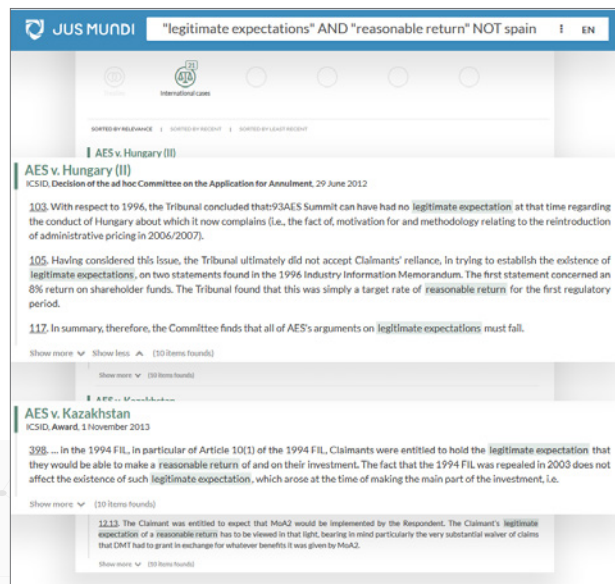 JUS MUNDI
"legitimate expectations" AND "reasonable return" NOT spain
EN
21
International cases
SORTED BY RELEVANCE | SORTED BY RECENT | SORTED BY LEAST RECENT
AES v. Hungary (II)
AES v. Hungary (II)
ICSID, Decision of the ad hoc Committee on the Application for Annulment, 29 June 2012
103. With respect to 1996, the Tribunal concluded that:93AES Summit can have had no legitimate expectation at that time regarding
the conduct of Hungary about which it now complains (i.e., the fact of, motivation for and methodology relating to the reintroduction
of administrative pricing in 2006/2007).
105. Having considered this issue, the Tribunal ultimately did not accept Claimants' reliance, in trying to establish the existence of
legitimate expectations, on two statements found in the 1996 Industry Information Memorandum. The first statement concerned an
8% return on shareholder funds. The Tribunal found that this was simply a target rate of reasonable return for the first regulatory
period.
117. In summary, therefore, the Committee finds that all of AES's arguments on legitimate expectations must fail.
Show more Show less (10 items founds)
Show more (10 items founds)
AES v. Kazakhstan
AES v. Kazakhstan
ICSID, Award, 1 November 2013
398. ... in the 1994 FIL, in particular of Article 10(1) of the 1994 FIL, Claimants were entitled to hold the legitimate expectation that
they would be able to make a reasonable return of and on their investment. The fact that the 1994 FIL was repealed in 2003 does not
affect the existence of such legitimate expectation, which arose at the time of making the main part of the investment, i.e.
Show more (10 items founds)
12.13. The Claimant was entitled to expect that MoA2 would be implemented by the Respondent. The Claimant's legitimate
expectation of a reasonable return has to be viewed in that light, bearing in mind particularly the very substantial waiver of claims
that DMT had to grant in exchange for whatever benefits it was given by MoA2.
Show more (10 items founds)